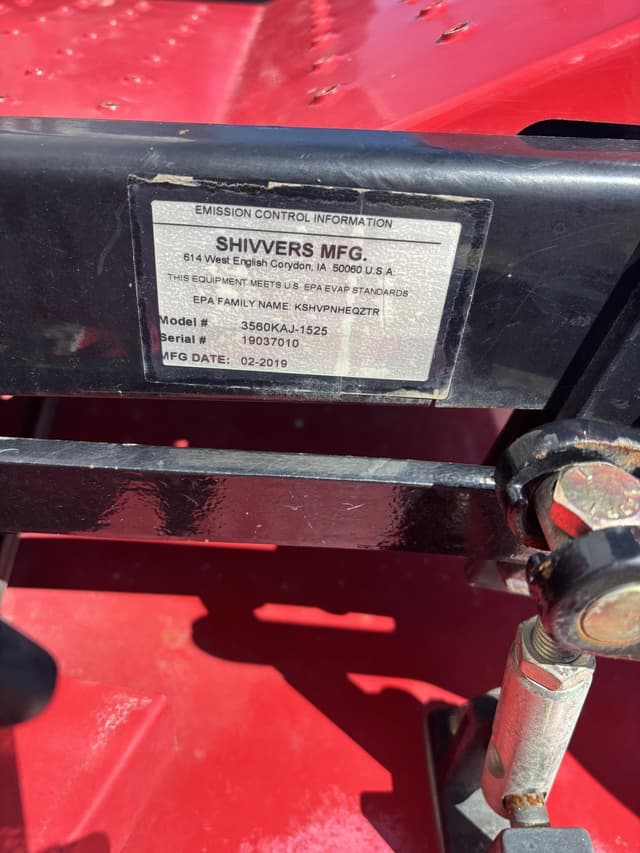 EMISSION CONTROL INFORMATION
SHIVVERS MFG.
614 West English Corydon, IA 50060 U.S.A.
THIS EQUIPMENT MEETS U.S. EPA EVAP STANDARDS
EPA FAMILY NAME: KSHVPNHEQZTR
Model # 3560KAJ-1525
Serial # 19037010
MFG DATE: 02-2019